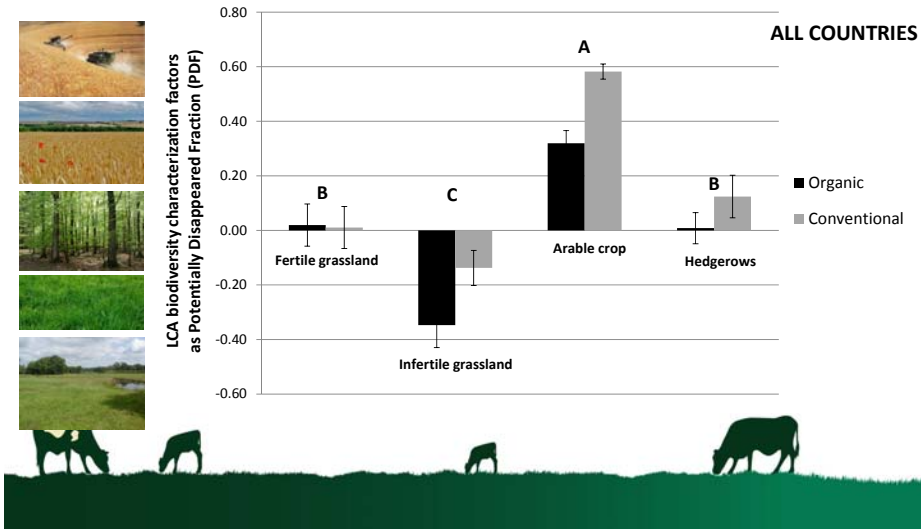 ALL COUNTRIES
LCA biodiversity characterization factors
as Potentially Disappeared Fraction (PDF)
0.80
0.60
0.40
0.20
0.00
-0.20
-0.40
-0.60
B
Fertile grassland
C
Infertile grassland
A
Arable crop
B
Hedgerows
Organic
Conventional